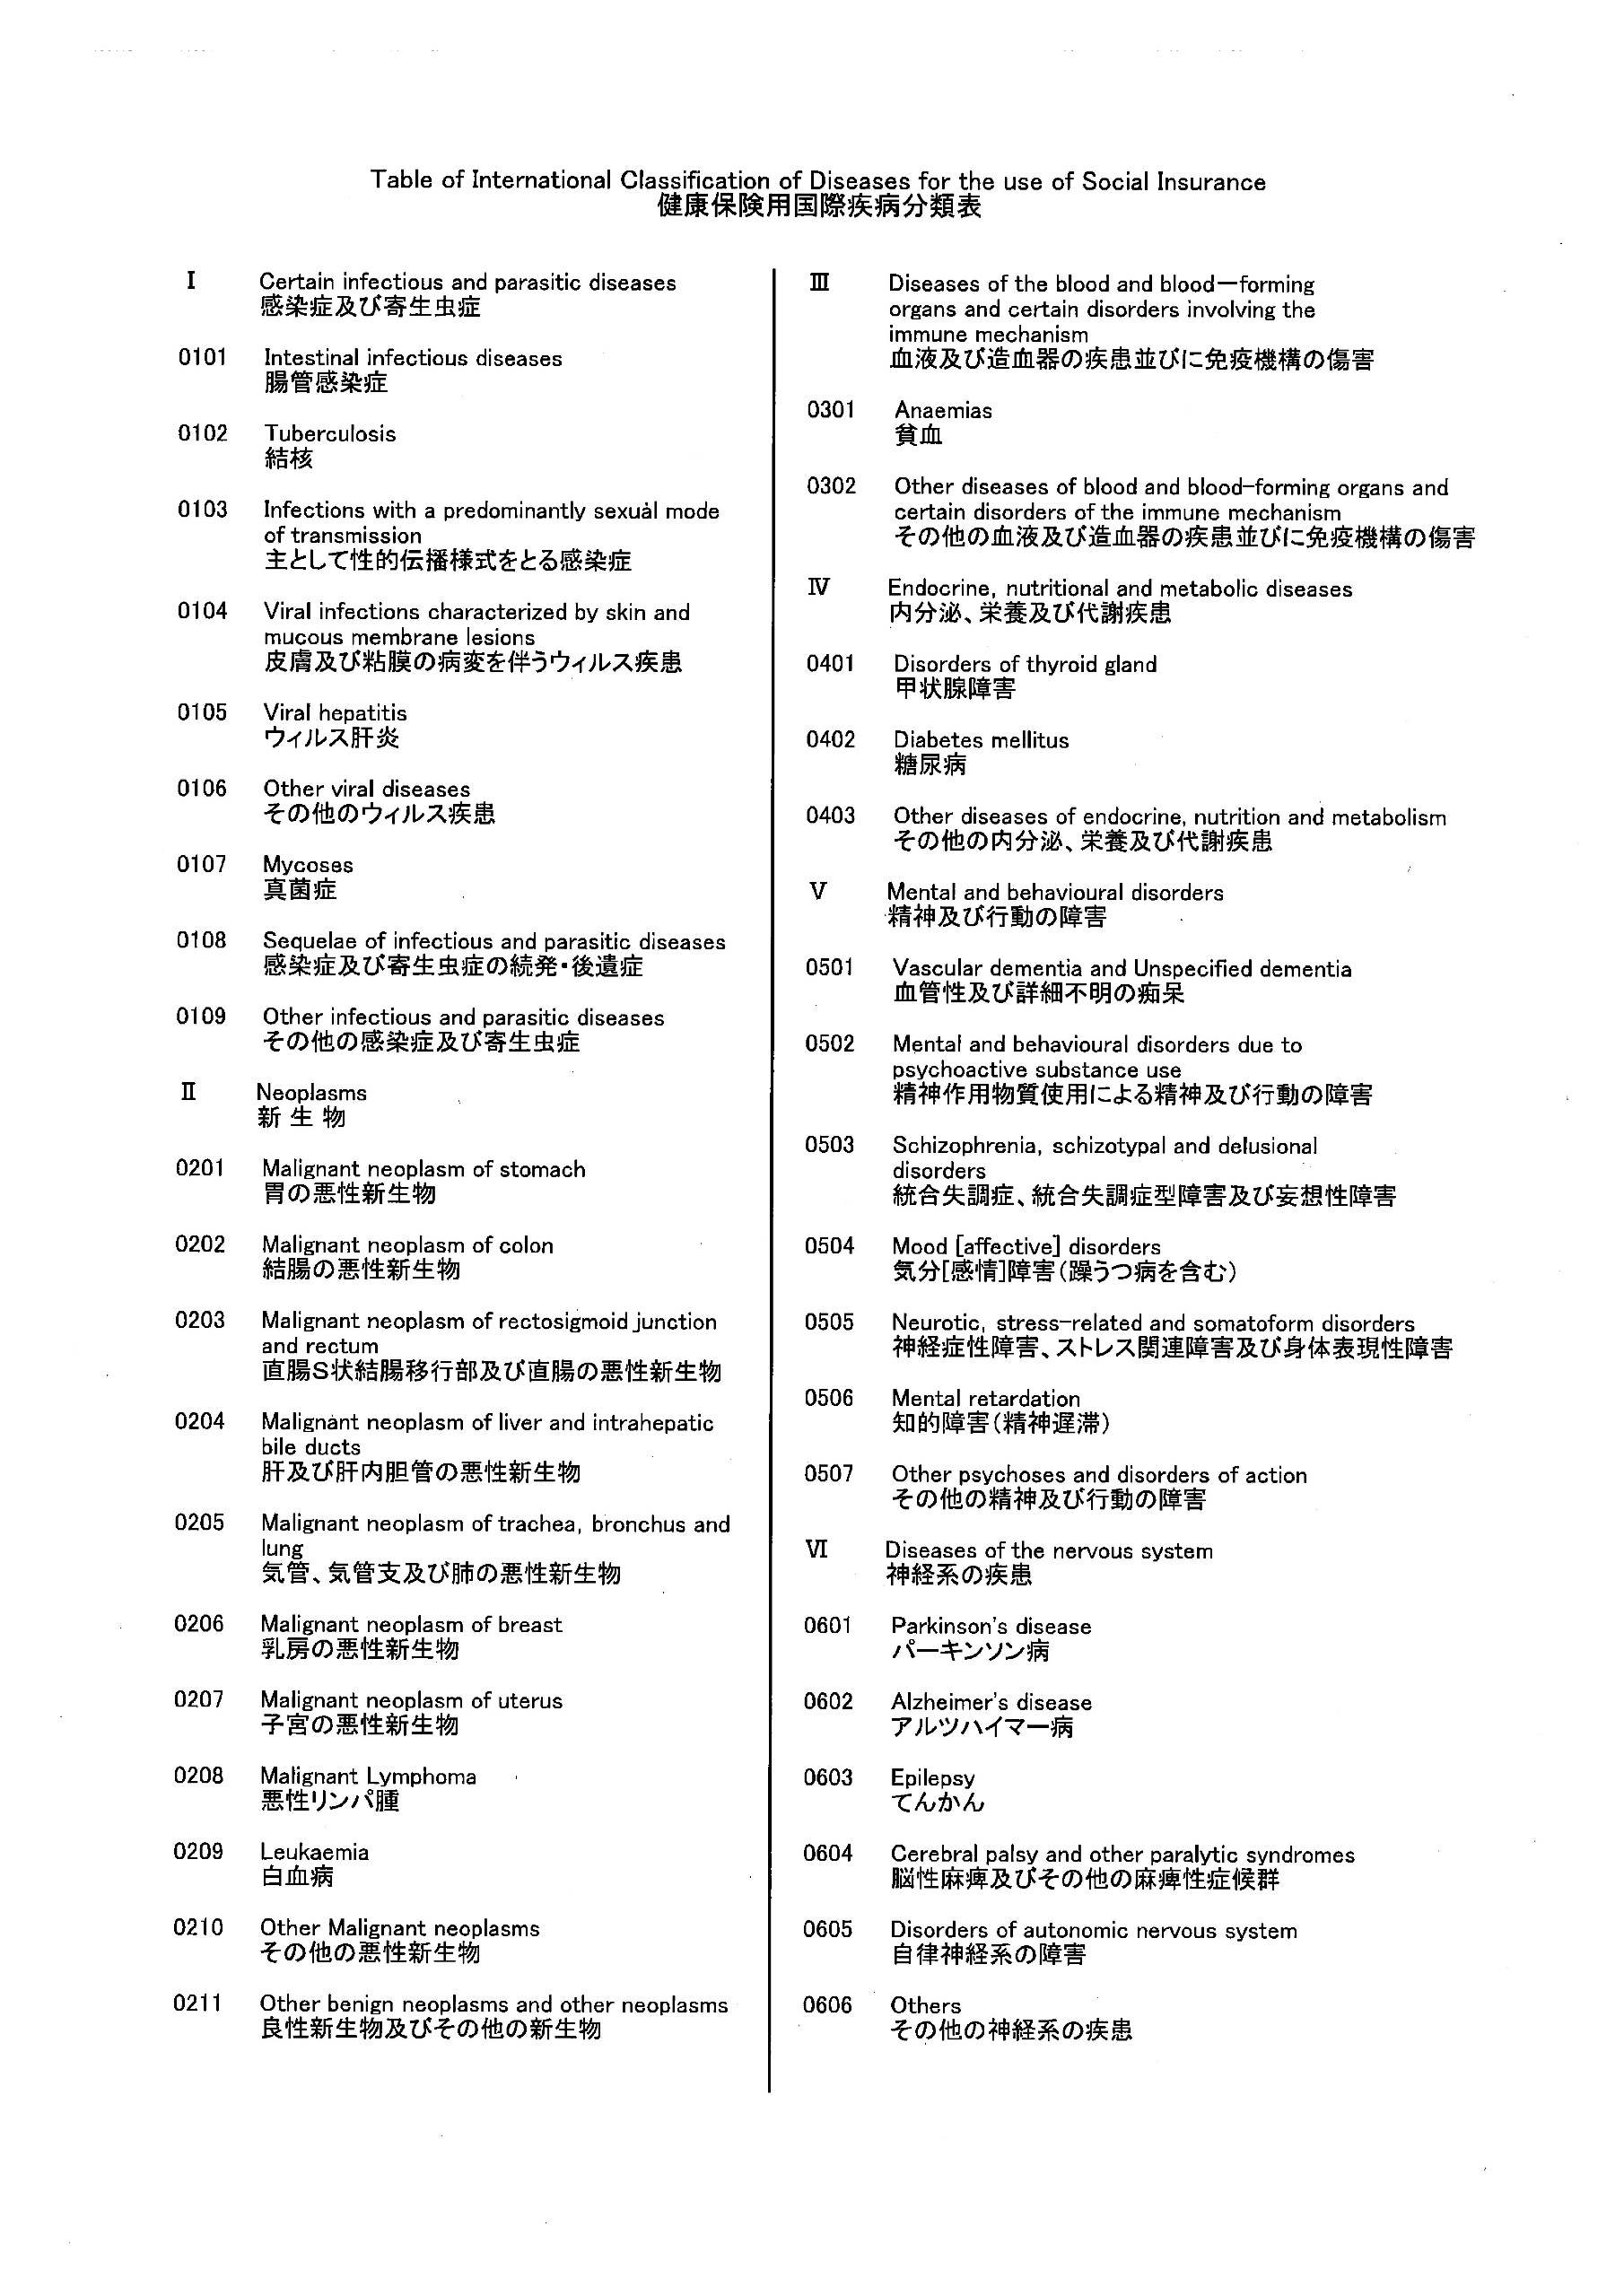 Table of International Classification of Diseases for the use of Social Insurance
健康保険用国際疾病分類表
I Certain infectious and parasitic diseases
感染症及び寄生虫症
0101 Intestinal infectious diseases
腸管感染症
0102 Tuberculosis
結核
0103 Infections with a predominantly sexual mode
of transmission
主として性的伝播様式をとる感染症
0104 Viral infections characterized by skin and
mucous membrane lesions
皮膚及び粘膜の病変を伴うウィルス疾患
0105 Viral hepatitis
ウィルス肝炎
0106 Other viral diseases
その他のウィルス疾患
0107 Mycoses
真菌症
0108 Sequelae of infectious and parasitic diseases
感染症及び寄生虫症の続発・後遺症
0109 Other infectious and parasitic diseases
その他の感染症及び寄生虫症
II Neoplasms
新 生 物
0201 Malignant neoplasm of stomach
胃の悪性新生物
0202 Malignant neoplasm of colon
結腸の悪性新生物
0203 Malignant neoplasm of rectosigmoid junction
and rectum
直腸S状結腸移行部及び直腸の悪性新生物
0204 Malignant neoplasm of liver and intrahepatic
bile ducts
肝及び肝内胆管の悪性新生物
0205 Malignant neoplasm of trachea, bronchus and
lung
気管、気管支及び肺の悪性新生物
0206 Malignant neoplasm of breast
乳房の悪性新生物
0207 Malignant neoplasm of uterus
子宮の悪性新生物
0208 Malignant Lymphoma
悪性リンパ腫
0209 Leukaemia
白血病
0210 Other Malignant neoplasms
その他の悪性新生物
0211 Other benign neoplasms and other neoplasms
良性新生物及びその他の新生物
III Diseases of the blood and blood—forming
organs and certain disorders involving the
immune mechanism
血液及び造血器の疾患並びに免疫機構の傷害
0301 Anaemias
貧血
0302 Other diseases of blood and blood-forming organs and
certain disorders of the immune mechanism
その他の血液及び造血器の疾患並びに免疫機構の傷害
IV Endocrine, nutritional and metabolic diseases
内分泌、栄養及び代謝疾患
0401 Disorders of thyroid gland
甲状腺障害
0402 Diabetes mellitus
糖尿病
0403 Other diseases of endocrine, nutrition and metabolism
その他の内分泌、栄養及び代謝疾患
V Mental and behavioural disorders
精神及び行動の障害
0501 Vascular dementia and Unspecified dementia
血管性及び詳細不明の痴呆
0502 Mental and behavioural disorders due to
psychoactive substance use
精神作用物質使用による精神及び行動の障害
0503 Schizophrenia, schizotypal and delusional
disorders
統合失調症、統合失調症型障害及び妄想性障害
0504 Mood [affective] disorders
気分[感情]障害(躁うつ病を含む)
0505 Neurotic, stress-related and somatoform disorders
神経症性障害、ストレス関連障害及び身体表現性障害
0506 Mental retardation
知的障害(精神遅滞)
0507 Other psychoses and disorders of action
その他の精神及び行動の障害
VI Diseases of the nervous system
神経系の疾患
0601 Parkinson's disease
パーキンソン病
0602 Alzheimer's disease
アルツハイマー病
0603 Epilepsy
てんかん
0604 Cerebral palsy and other paralytic syndromes
脳性麻痺及びその他の麻痺性症候群
0605 Disorders of autonomic nervous system
自律神経系の障害
0606 Others
その他の神経系の疾患